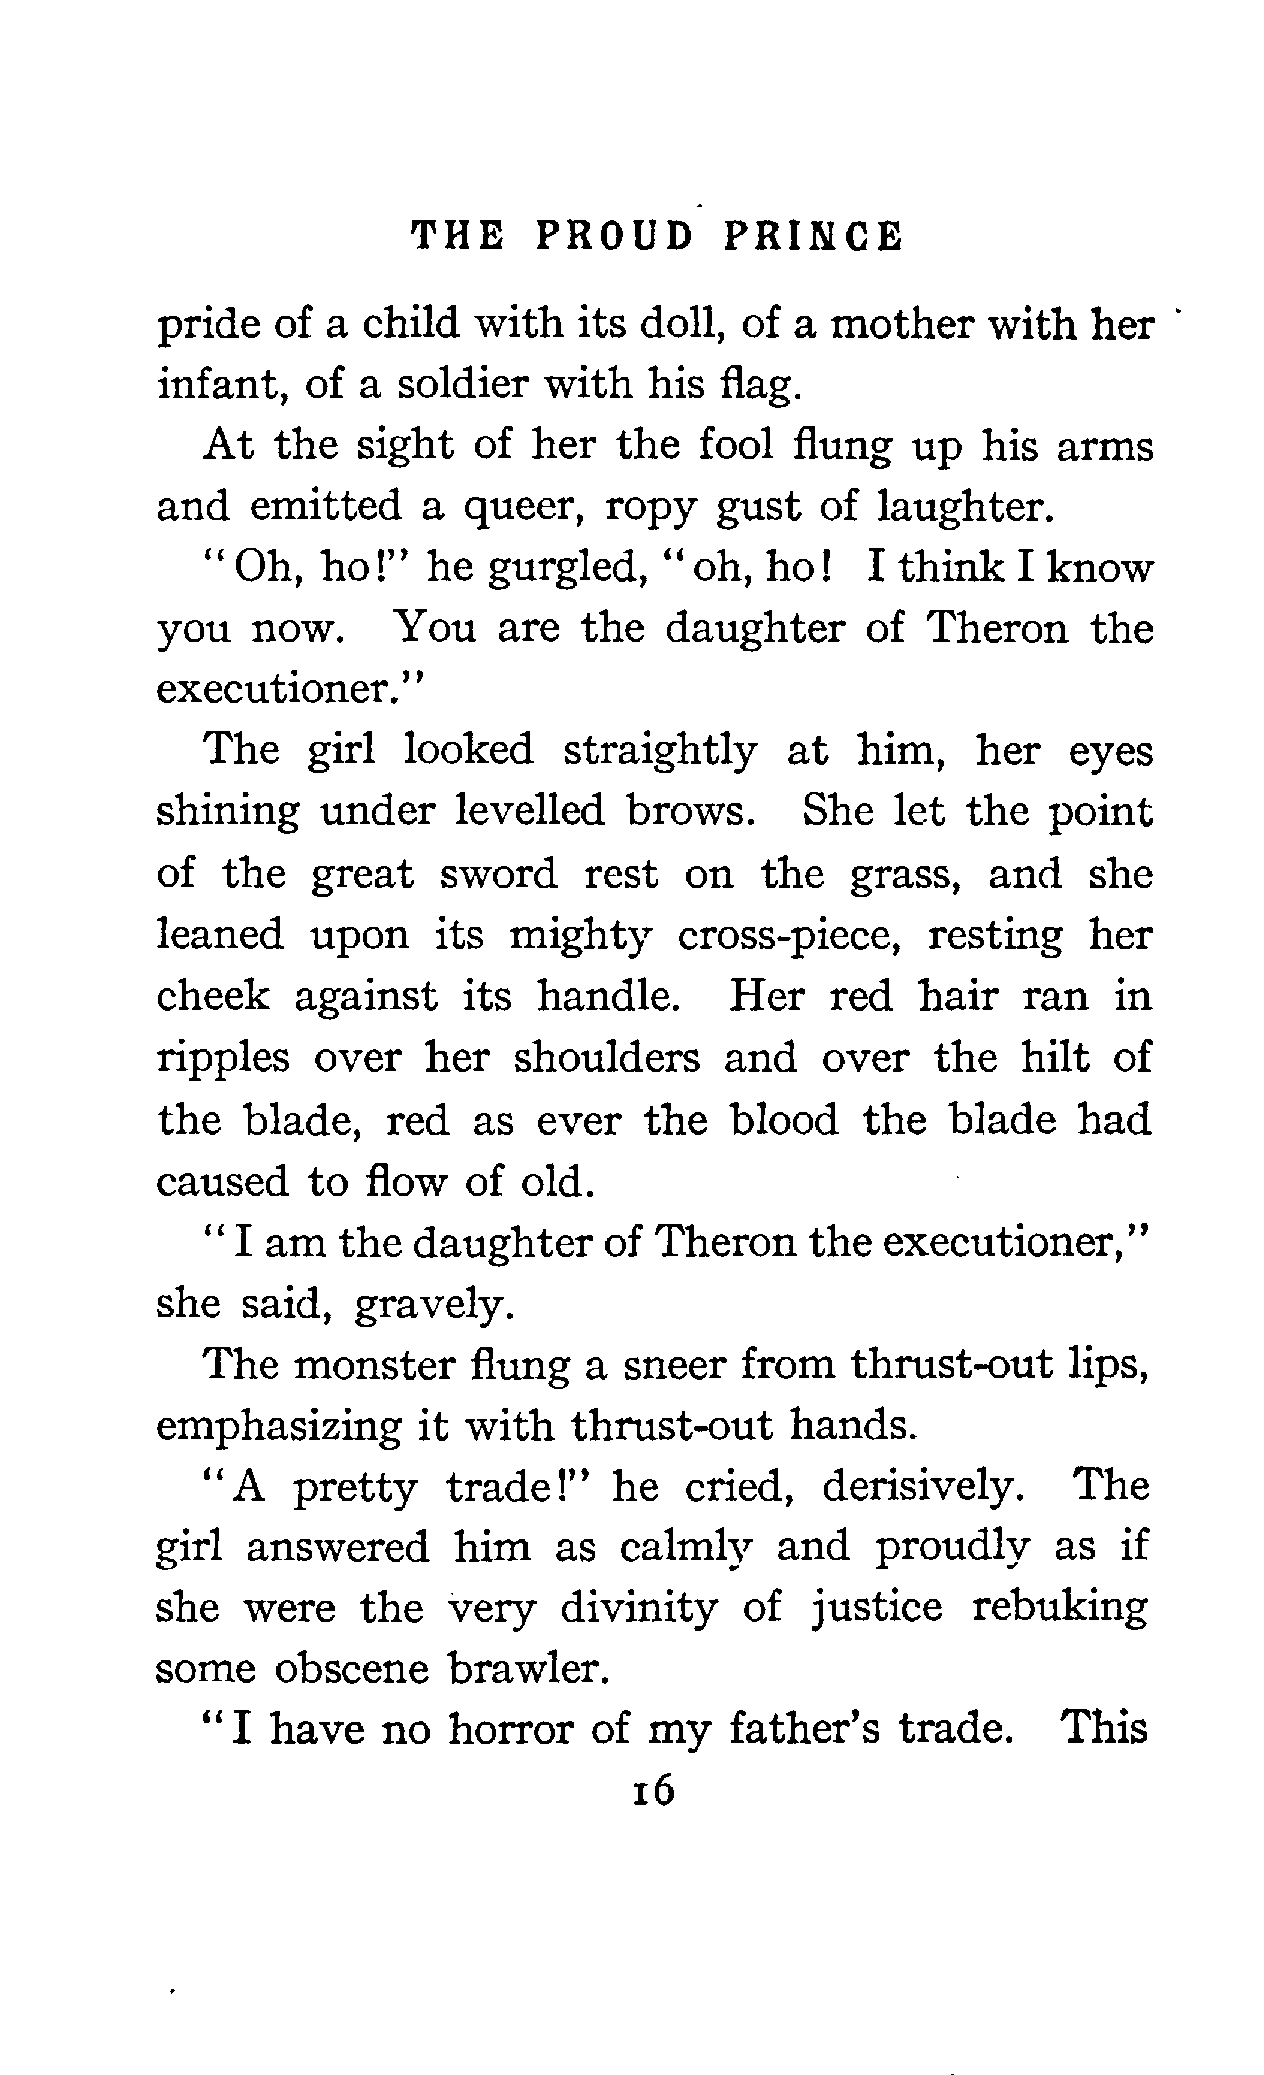 THE PROUD PRINCE
pride of a child with its doll, of a mother with her
infant, of a soldier with his flag.
At the sight of her the fool flung up his arms
and emitted a queer, ropy gust of laughter.
"Oh, ho!" he gurgled, "oh, ho! I think I know
you now. You are the daughter of Theron the
executioner."
The girl looked straightly at him, her eyes
shining under levelled brows. She let the point
of the great sword rest on the grass, and she
leaned upon its mighty cross-piece, resting her
cheek against its handle. Her red hair ran in
ripples over her shoulders and over the hilt of
the blade, red as ever the blood the blade had
caused to flow of old.
"I am the daughter of Theron the executioner,"
she said, gravely.
The monster flung a sneer from thrust-out lips,
emphasizing it with thrust-out hands.
"A pretty trade!" he cried, derisively. The
girl answered him as calmly and proudly as if
she were the very divinity of justice rebuking
some obscene brawler.
"I have no horror of my father's trade. This
16